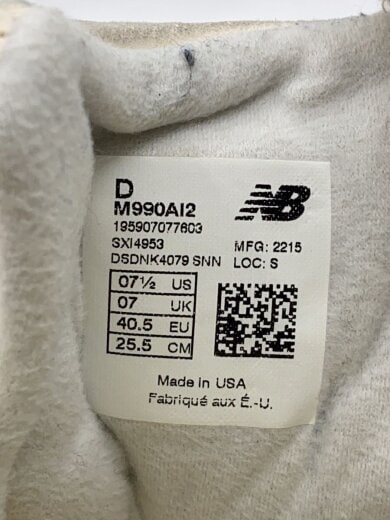 D
M990AI2
195907077603
SXI4953
DSDNK4079 SNN
NB
MFG: 2215
LOC: S
07½ US
07 UK
40.5 EU
25.5 CM
Made in USA
Fabriqué aux É.-U.